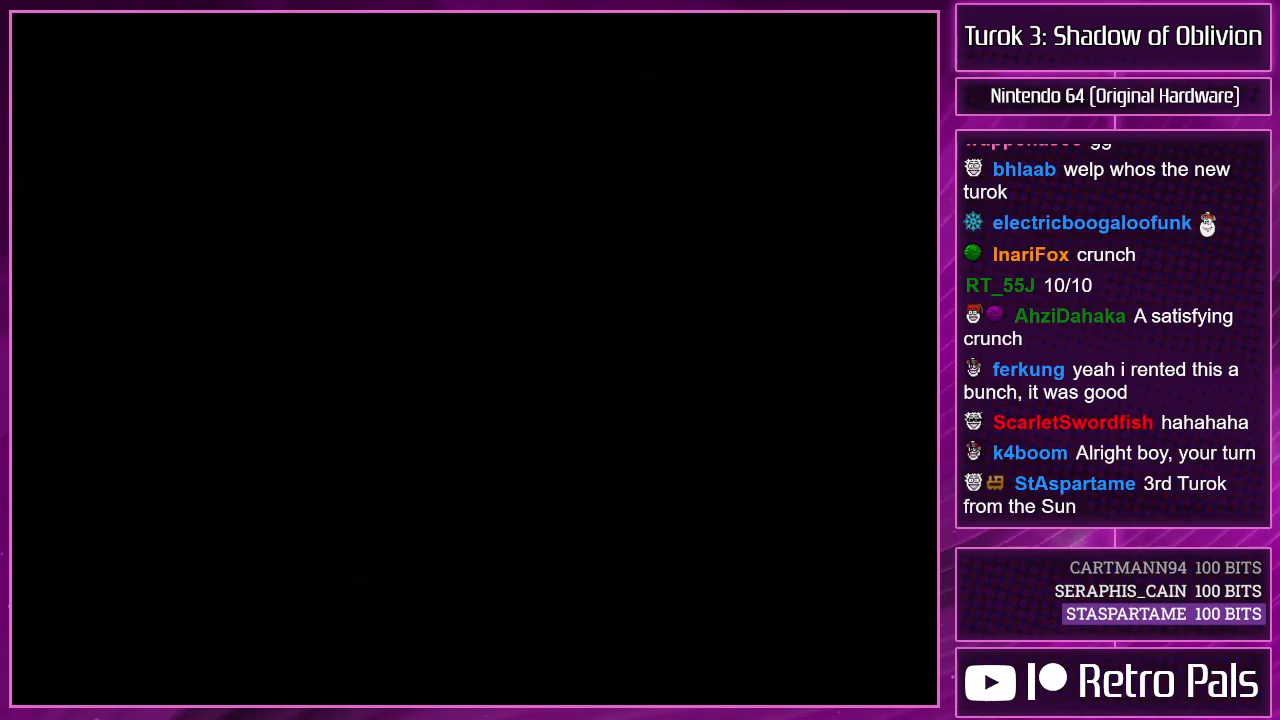 Turok 3: Shadow of Oblivion
Nintendo 64 (Original Hardware)
gg
bhlaab welp whos the new
turok
electricboogaloofunk
InariFox crunch
RT_55J 10/10
AhziDahaka A satisfying
crunch
ferkung yeah i rented this a
bunch, it was good
ScarletSwordfish hahahaha
k4boom Alright boy, your turn
StAspartame 3rd Turok
from the Sun
CARTMANN94 100 BITS
SERAPHIS_CAIN 100 BITS
STASPARTAME 100 BITS
Retro Pals